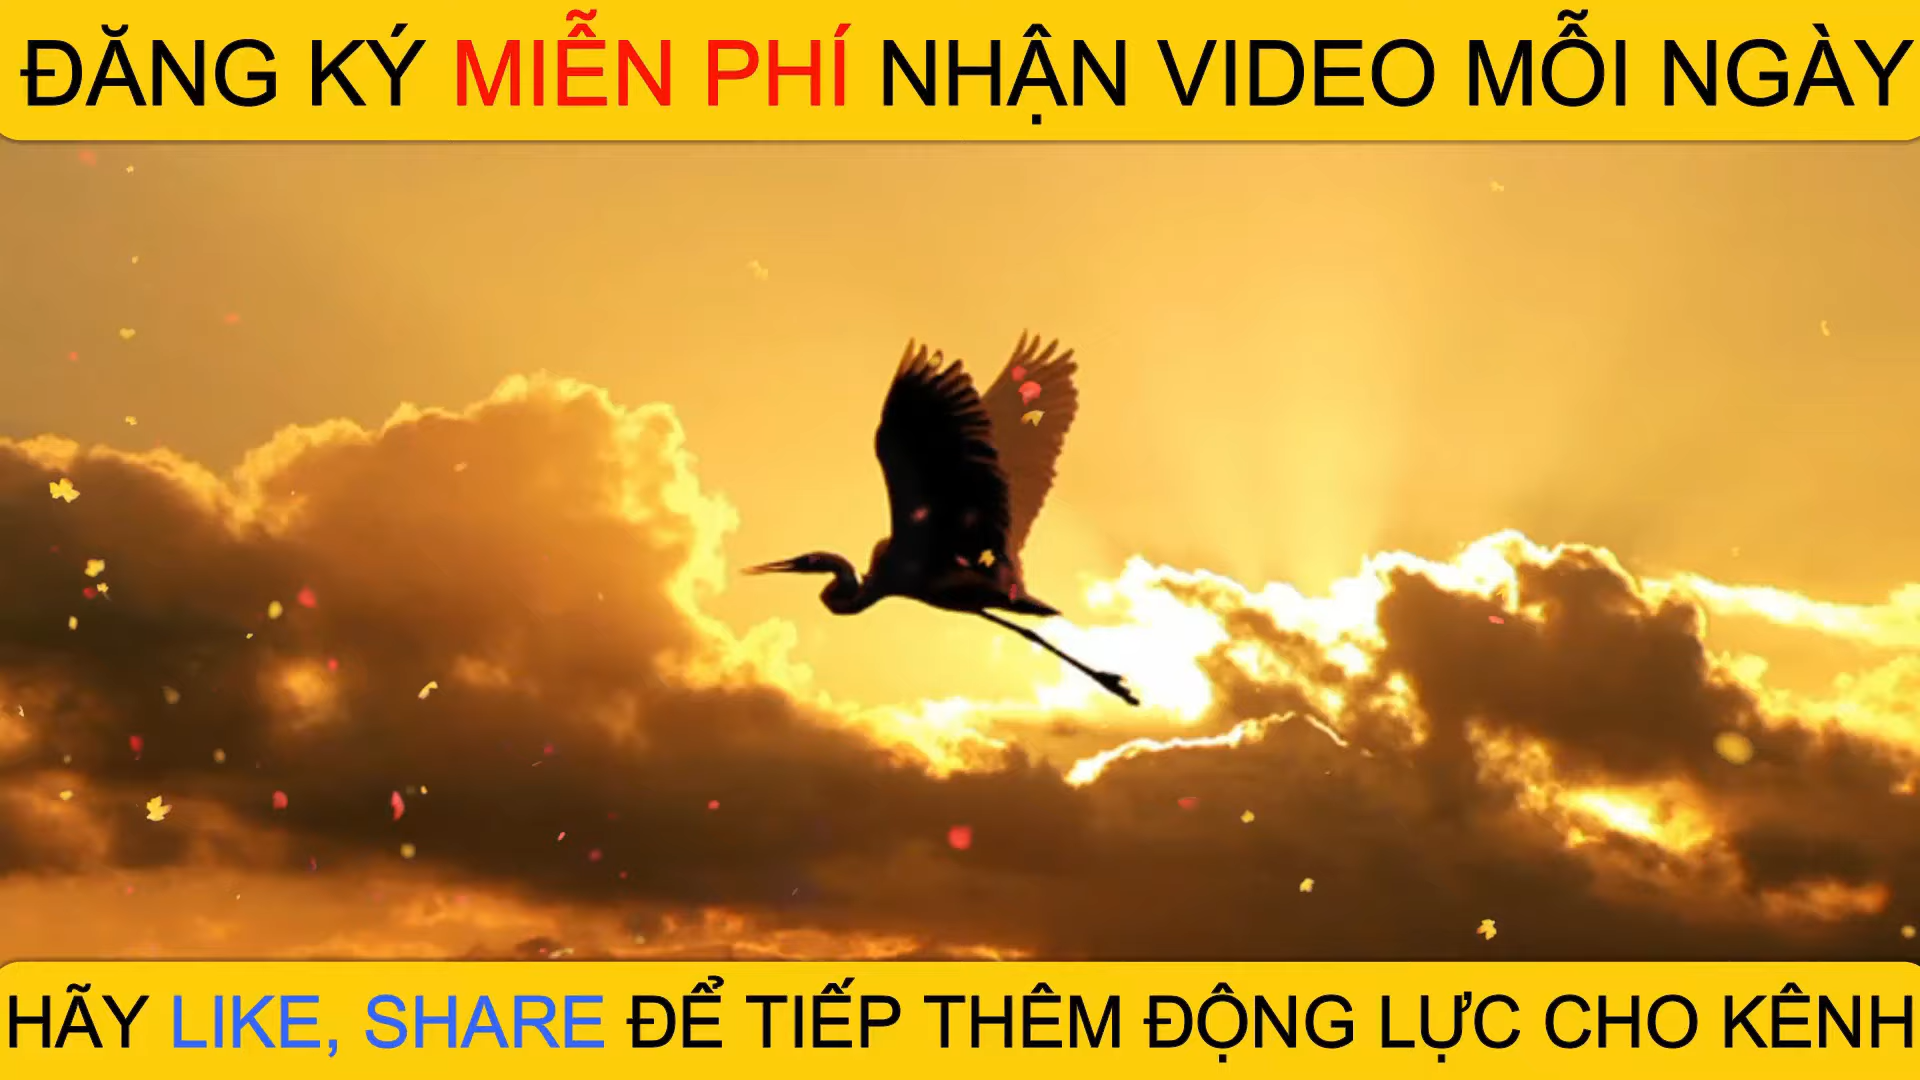 ĐĂNG KÝ MIỄN PHÍ NHẬN VIDEO MỖI NGÀY
HÃY LIKE, SHARE ĐỂ TIẾP THÊM ĐỘNG LỰC CHO KÊNH